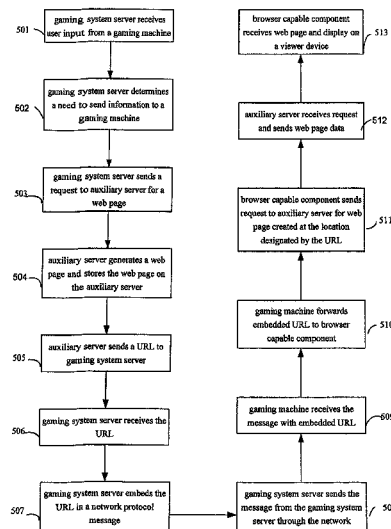 501
gaming system server receives
user input from a gaming machine
502
gaming system server determines
a need to send information to a
gaming machine
503
gaming system server sends a
request to auxiliary server for a
web page
504
auxiliary server generates a web
page and stores the web page on
the auxiliary server
505
auxiliary server sends a URL to
gaming system server
506
gaming system server receives
the URL
507
gaming system server embeds the
URL in a network protocol
message
gaming system server sends the
message from the gaming system
server through the network
gaming machine receives the
message with embedded URL
509
gaming machine forwards
embedded URL to browser
capable component
510
browser capable component sends
request to auxiliary server for web
page created at the location
designated by the URL
511
auxiliary server receives request
and sends web page data
512
browser capable component
receives web page and display on
a viewer device
513